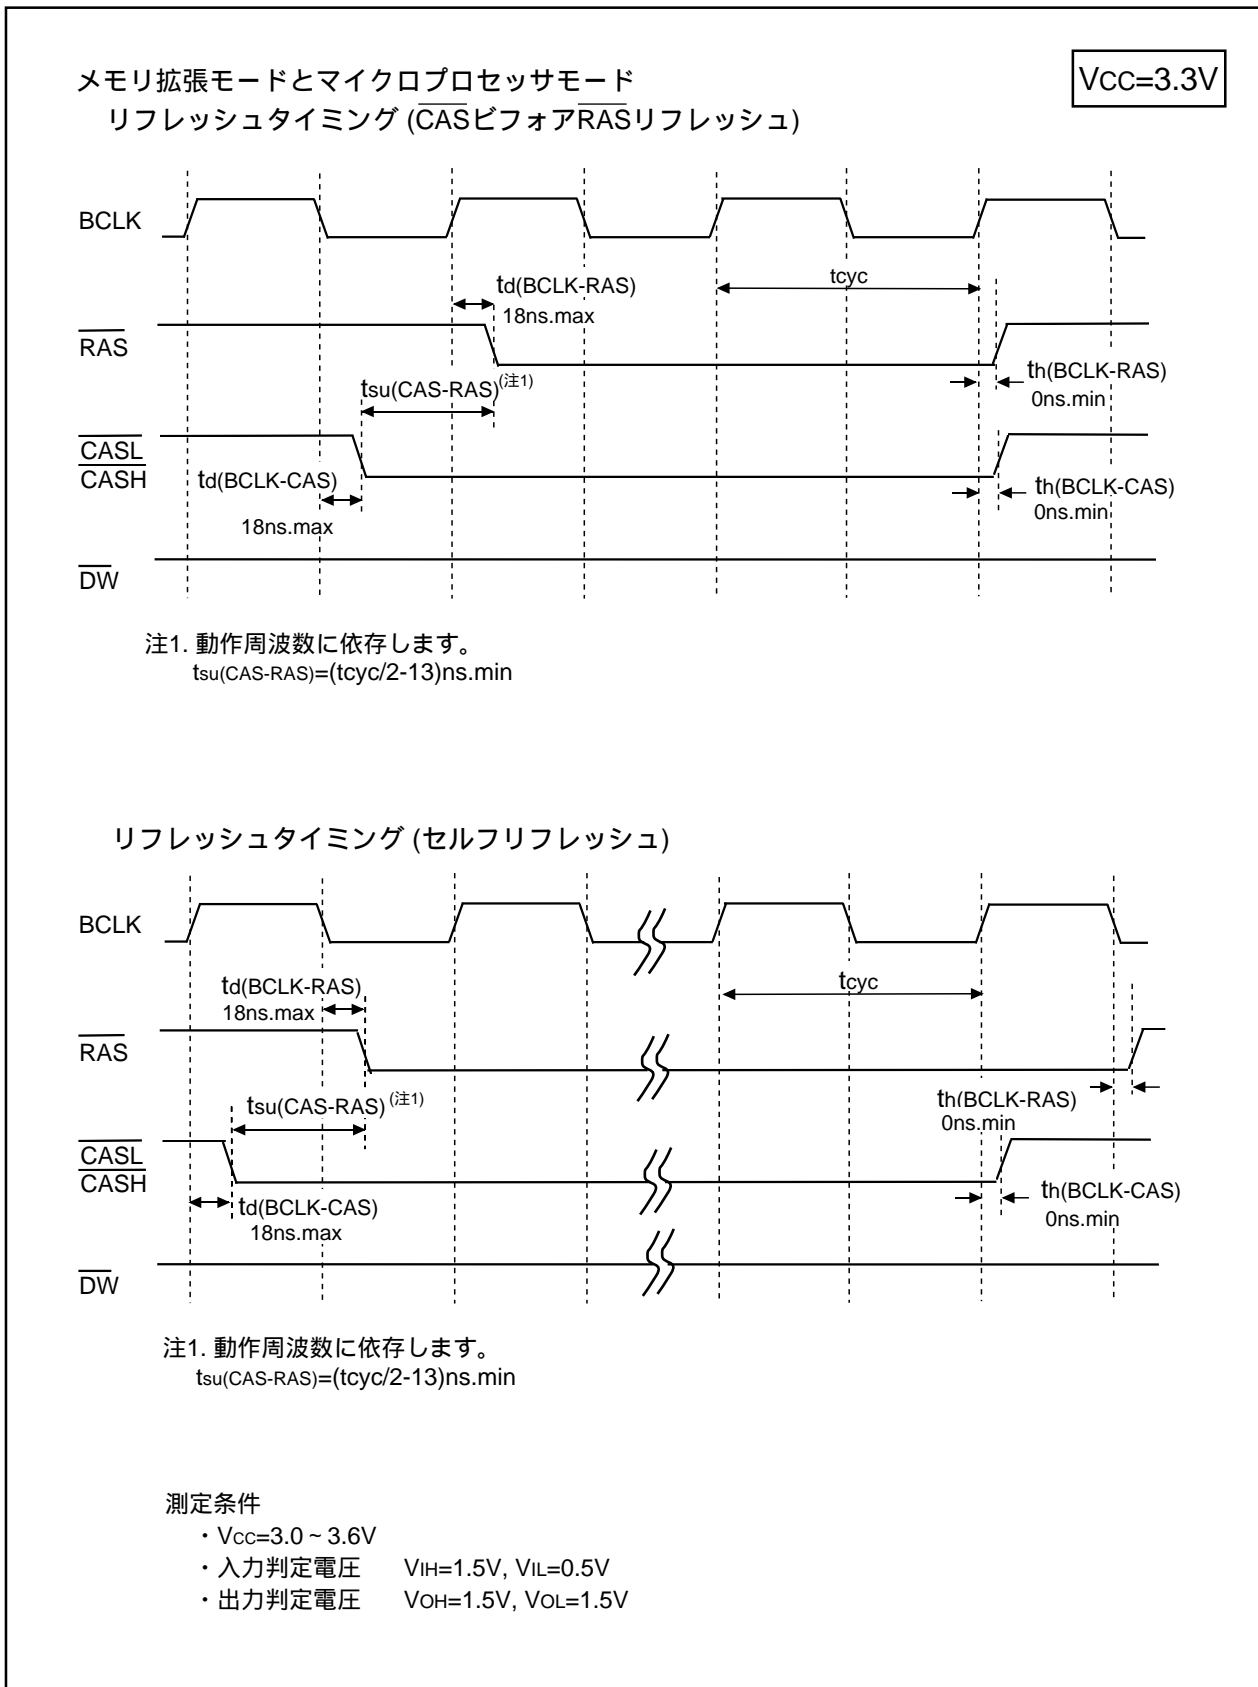 メモリ拡張モードとマイクロプロセッサモード
VCC=3.3V
リフレッシュタイミング (CASビフォアRASリフレッシュ)
BCLK
td(BCLK-RAS)
18ns.max
tcyc
RAS
th(BCLK-RAS)
0ns.min
tsu(CAS-RAS)(注1)
CASL
CASH
td(BCLK-CAS)
18ns.max
th(BCLK-CAS)
0ns.min
DW
注1. 動作周波数に依存します。
tsu(CAS-RAS)=(tcyc/2-13)ns.min
リフレッシュタイミング (セルフリフレッシュ)
BCLK
td(BCLK-RAS)
18ns.max
tcyc
RAS
th(BCLK-RAS)
0ns.min
tsu(CAS-RAS)(注1)
CASL
CASH
td(BCLK-CAS)
18ns.max
th(BCLK-CAS)
0ns.min
DW
注1. 動作周波数に依存します。
tsu(CAS-RAS)=(tcyc/2-13)ns.min
測定条件
・VCC=3.0~3.6V
・入力判定電圧 VIH=1.5V, VIL=0.5V
・出力判定電圧 VOH=1.5V, VOL=1.5V